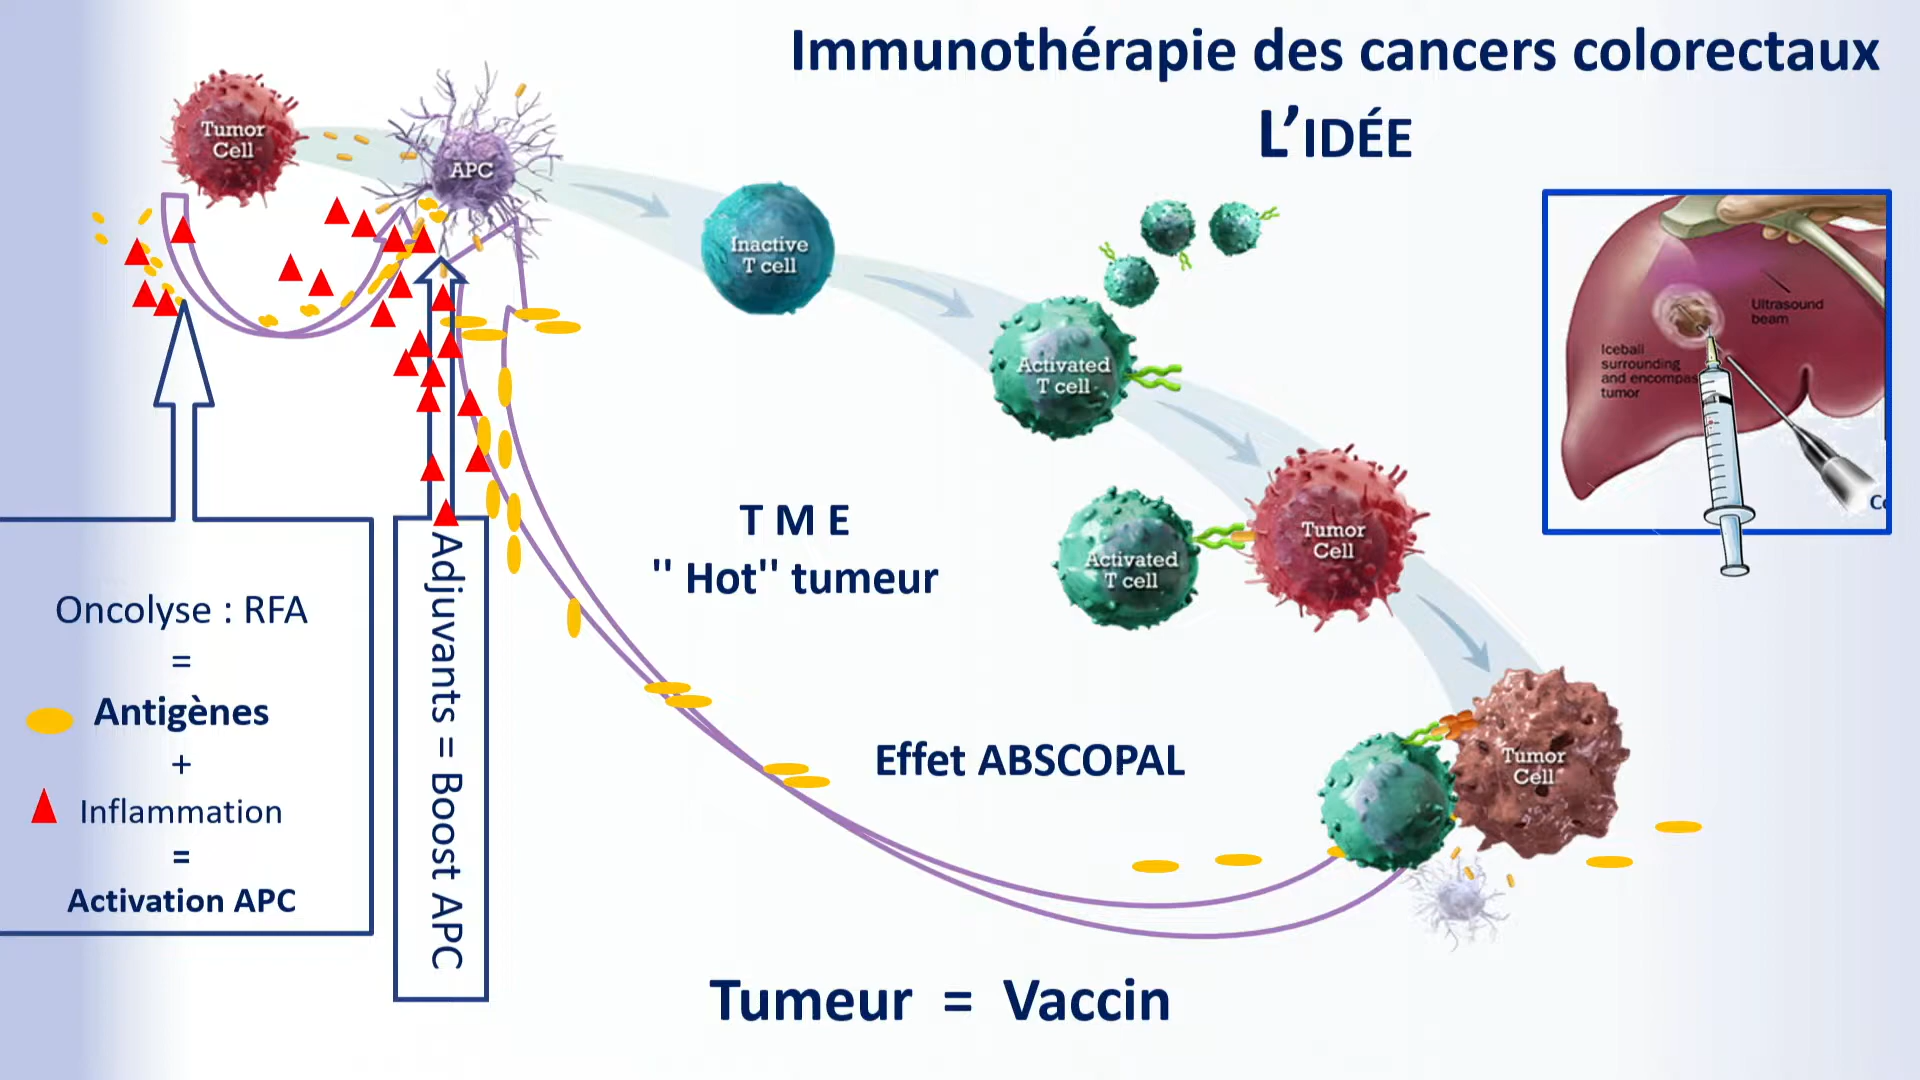 Immunothérapie des cancers colorectaux
L'IDÉE
Tumor
Cell
APC
Inactive
T cell
Activated
T cell
Activated
T cell
Tumor
Cell
Tumor
Cell
Ultrasound
beam
Iceball
surrounding
and encompas
tumor
T M E
" Hot" tumeur
Effet ABSCOPAL
Oncolyse : RFA
=
Antigènes
+
Inflammation
=
Activation APC
Adjuvants = Boost APC
Tumeur = Vaccin